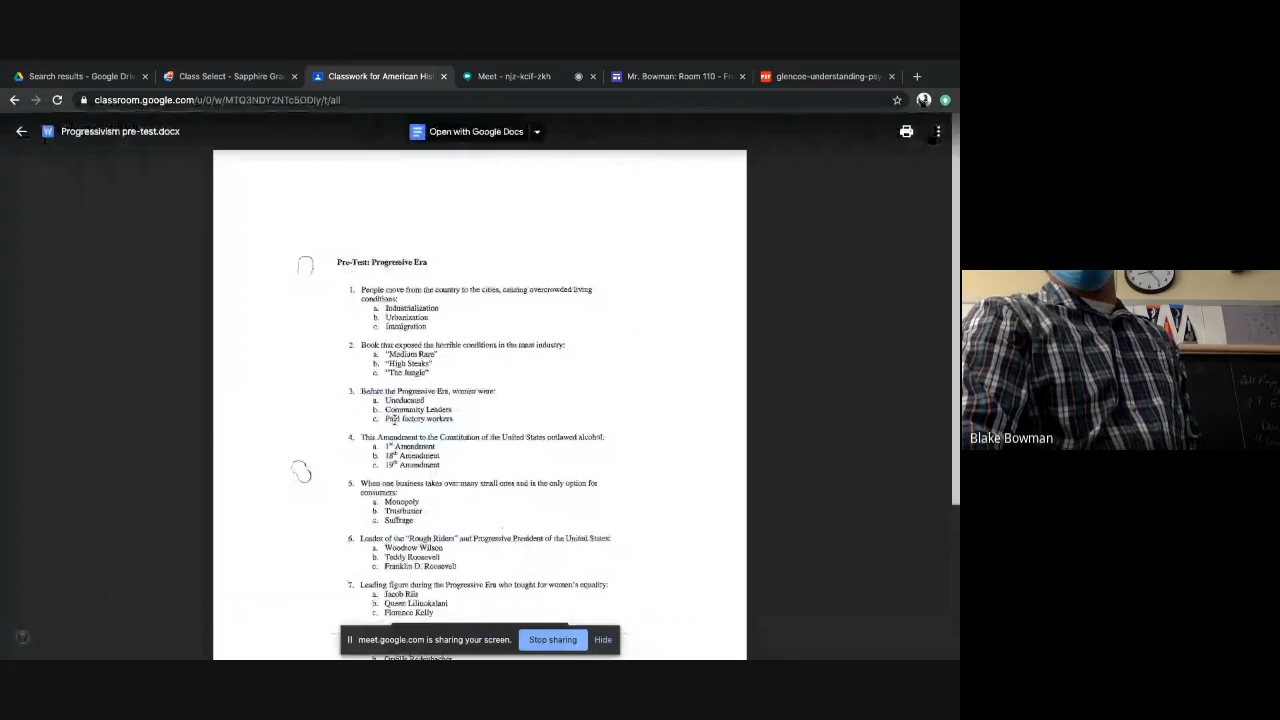 Search results - Google Driv
Class Select - Sapphire Gra
Classwork for American His
Meet - njz-kcif-zkh
Mr. Bowman: Room 110 - Fr
glencoe-understanding-psy
classroom.google.com/u/0/w/MTQ3NDY2NTc5ODIy/t/all
Progressivism pre-test.docx
Open with Google Docs
Pre-Test: Progressive Era
1. People move from the country to the cities, causing overcrowded living
conditions:
a. Industrialization
b. Urbanization
c. Immigration
2. Book that exposed the horrible conditions in the meat industry:
a. "Medium Rare"
b. "High Steaks"
c. "The Jungle"
3. Before the Progressive Era, women were:
a. Uneducated
b. Community Leaders
c. Paid factory workers
4. This Amendment to the Constitution of the United States outlawed alcohol.
a. 1st Amendment
b. 18th Amendment
c. 19th Amendment
5. When one business takes over many small ones and is the only option for
consumers:
a. Monopoly
b. Trustbuster
c. Suffrage
6. Leader of the "Rough Riders" and Progressive President of the United States:
a. Woodrow Wilson
b. Teddy Roosevelt
c. Franklin D. Roosevelt
7. Leading figure during the Progressive Era who fought for women's equality:
a. Jacob Riis
b. Queen Liliuokalani
c. Florence Kelly
meet.google.com is sharing your screen.
Stop sharing
Hide
Blake Bowman